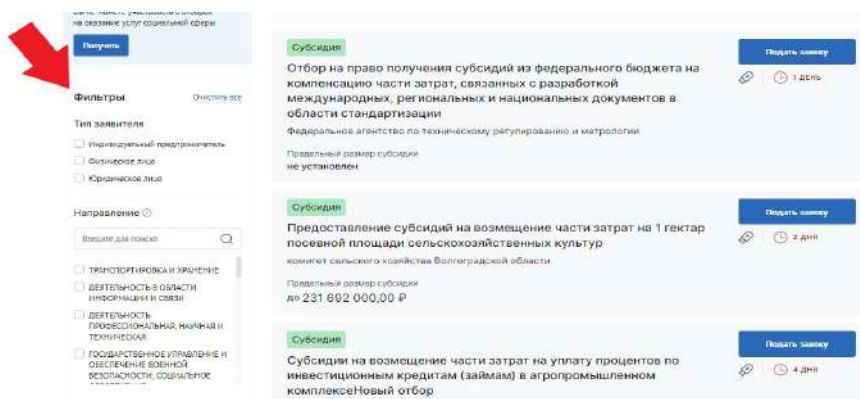 на оказание услуг социальной сферы
Получить
Фильтры
Очистить все
Тип заявителя
Индивидуальный предприниматель
Физическое лицо
Юридическое лицо
Направление
Введите для поиска
ТРАНСПОРТИРОВКА И ХРАНЕНИЕ
ДЕЯТЕЛЬНОСТЬ В ОБЛАСТИ
ИНФОРМАЦИИ И СВЯЗИ
ДЕЯТЕЛЬНОСТЬ
ПРОФЕССИОНАЛЬНАЯ, НАУЧНАЯ И
ТЕХНИЧЕСКАЯ
ГОСУДАРСТВЕННОЕ УПРАВЛЕНИЕ И
ОБЕСПЕЧЕНИЕ ВОЕННОЙ
БЕЗОПАСНОСТИ, СОЦИАЛЬНОЕ
Субсидия
Отбор на право получения субсидий из федерального бюджета на
компенсацию части затрат, связанных с разработкой
международных, региональных и национальных документов в
области стандартизации
Федеральное агентство по техническому регулированию и метрологии
Предельный размер субсидии
не установлен
Подать заявку
1 день
Субсидия
Предоставление субсидий на возмещение части затрат на 1 гектар
посевной площади сельскохозяйственных культур
комитет сельского хозяйства Волгоградской области
Предельный размер субсидии
до 231 692 000,00 ₽
Подать заявку
2 дня
Субсидия
Субсидии на возмещение части затрат на уплату процентов по
инвестиционным кредитам (займам) в агропромышленном
комплексеНовый отбор
Подать заявку
4 дня